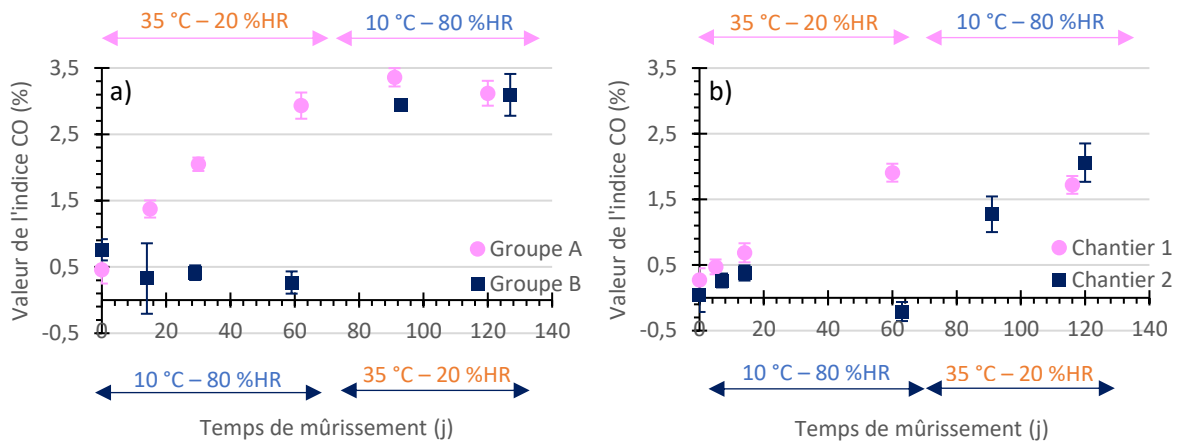 35 °C – 20 %HR
10 °C – 80 %HR
a)
Valeur de l'indice CO (%)
3,5
2,5
1,5
0,5
-0,5
0
20
40
60
80
100
120
140
Groupe A
Groupe B
10 °C – 80 %HR
35 °C – 20 %HR
Temps de mûrissement (j)
35 °C – 20 %HR
10 °C – 80 %HR
b)
Valeur de l'indice CO (%)
3,5
2,5
1,5
0,5
-0,5
0
20
40
60
80
100
120
140
Chantier 1
Chantier 2
10 °C – 80 %HR
35 °C – 20 %HR
Temps de mûrissement (j)